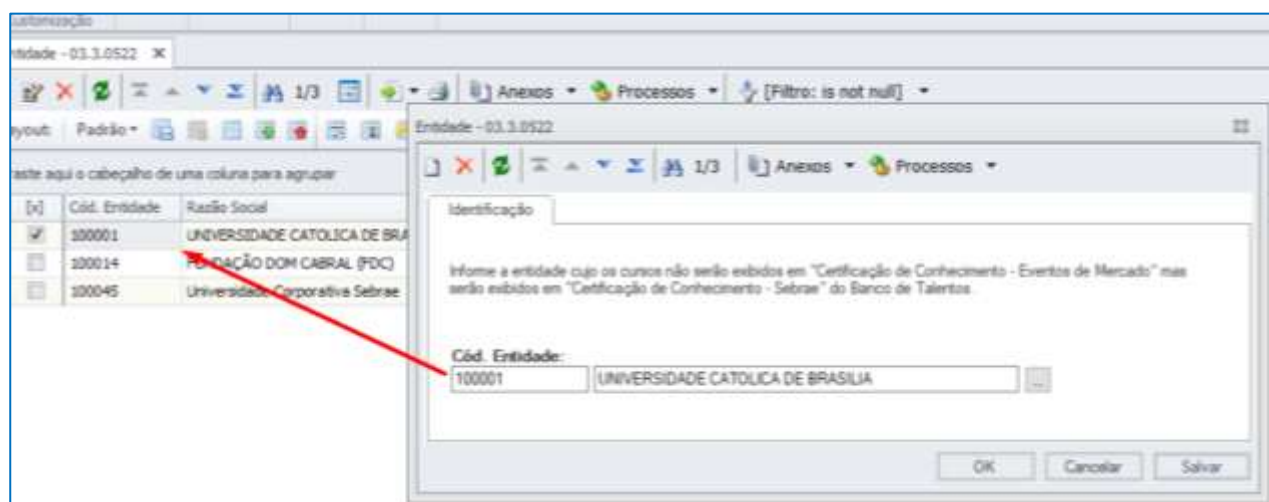 ustomização
ntidade - 03.3.0522
1/3 Anexos Processos [Filtro: is not null]
ayout: Padrão
raste aqui o cabeçalho de uma coluna para agrupar
[x] Cód. Entidade Razão Social
100001 UNIVERSIDADE CATOLICA DE BRA
100014 FUNDAÇÃO DOM CABRAL (FDC)
100045 Universidade Corporativa Sebrae
Entidade - 03.3.0522
1/3 Anexos Processos
Identificação
Informe a entidade cujo os cursos não serão exibidos em "Certificação de Conhecimento - Eventos de Mercado" mas
serão exibidos em "Certificação de Conhecimento - Sebrae" do Banco de Talentos
Cód. Entidade:
100001 UNIVERSIDADE CATOLICA DE BRASILIA ...
OK Cancelar Salvar